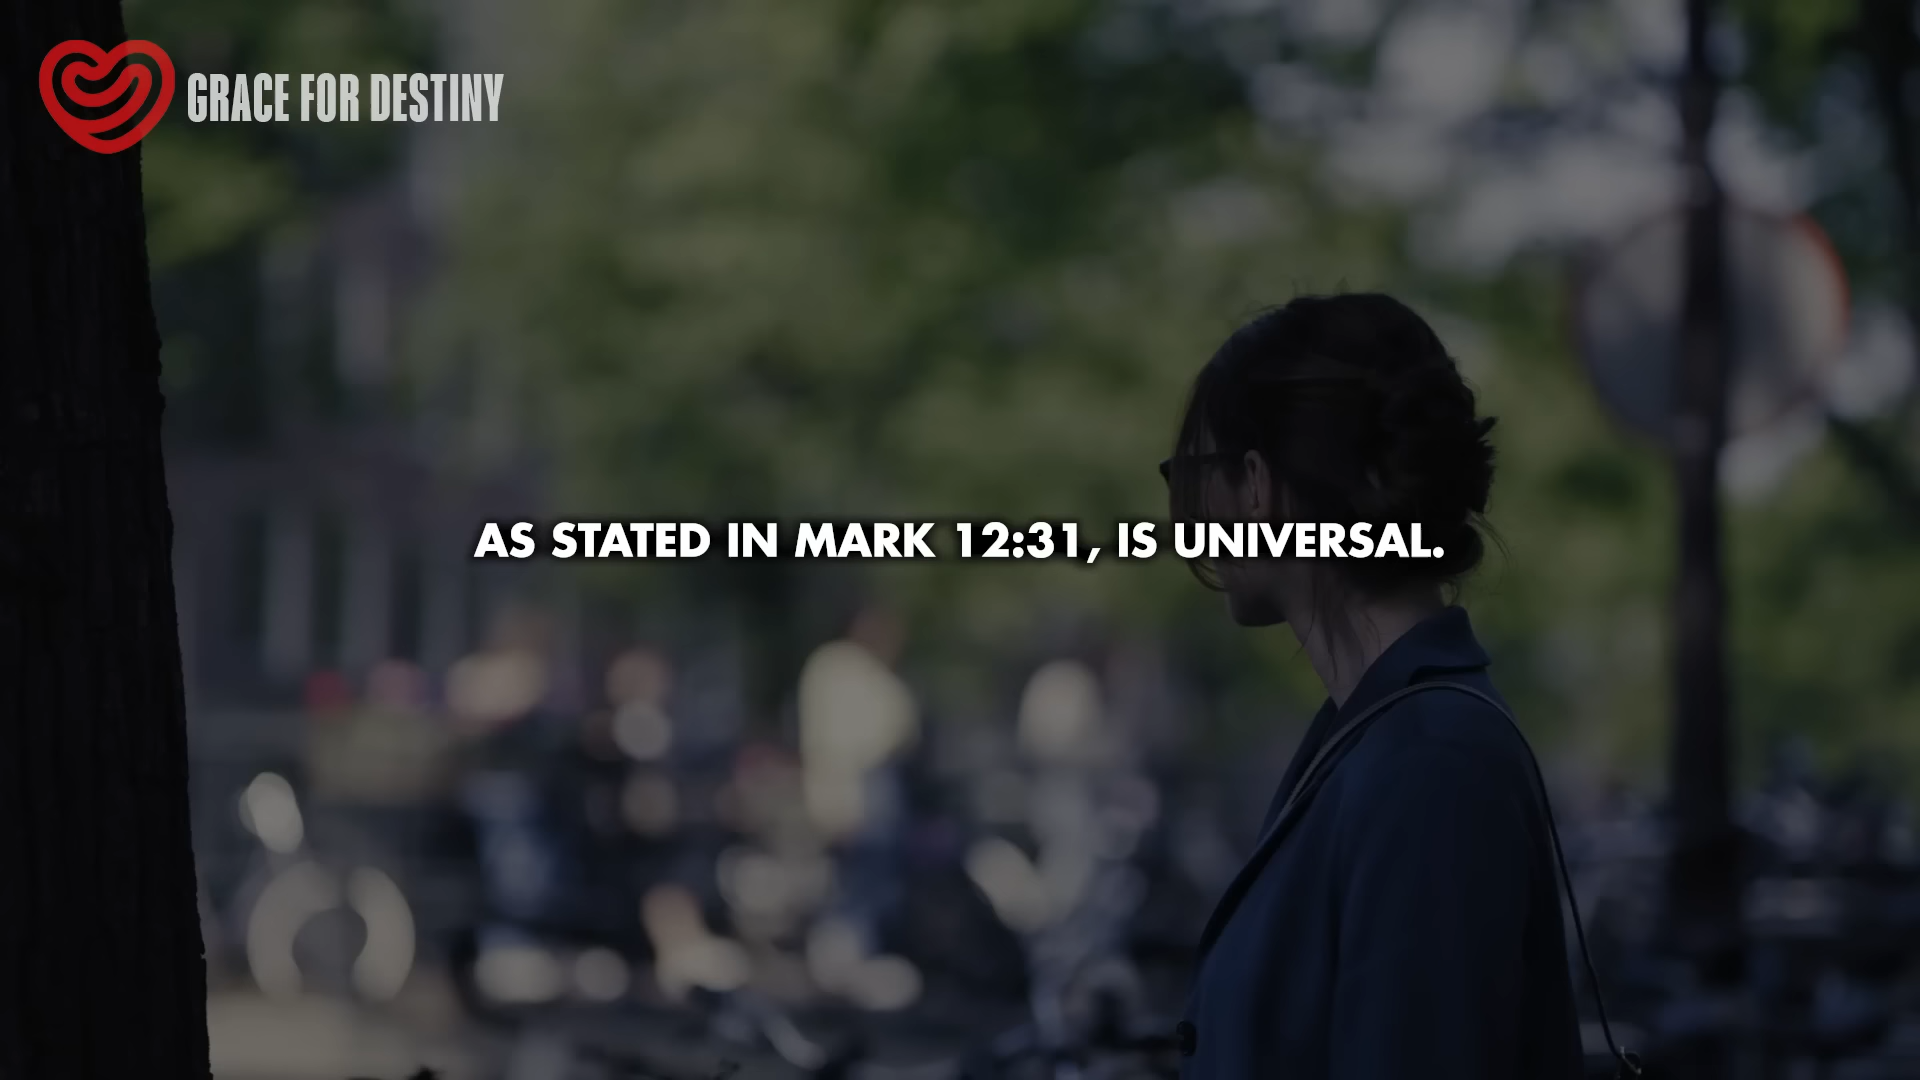 GRACE FOR DESTINY
AS STATED IN MARK 12:31, IS UNIVERSAL.